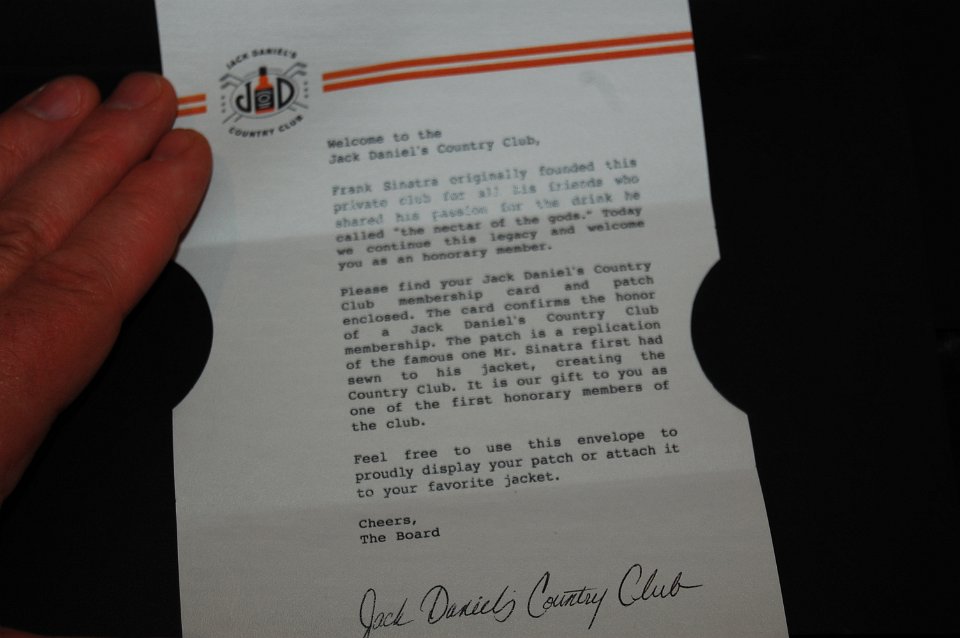 JACK DANIEL'S
JD
COUNTRY CLUB
Welcome to the
Jack Daniel's Country Club,
Frank Sinatra originally founded this
private club for all his friends who
shared his passion for the drink he
called "the nectar of the gods." Today
we continue this legacy and welcome
you as an honorary member.
Please find your Jack Daniel's Country
Club membership card and patch
enclosed. The card confirms the honor
of a Jack Daniel's Country Club
membership. The patch is a replication
of the famous one Mr. Sinatra first had
sewn to his jacket, creating the
Country Club. It is our gift to you as
one of the first honorary members of
the club.
Feel free to use this envelope to
proudly display your patch or attach it
to your favorite jacket.
Cheers,
The Board
Jack Daniel's Country Club